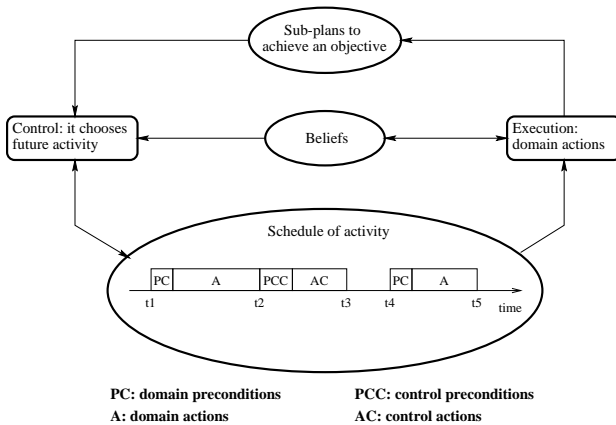 Sub-plans to
achieve an objective
Control: it chooses
future activity
Beliefs
Execution:
domain actions
Schedule of activity
PC A PCC AC PC A
t1 t2 t3 t4 t5 time
PC: domain preconditions PCC: control preconditions
A: domain actions AC: control actions